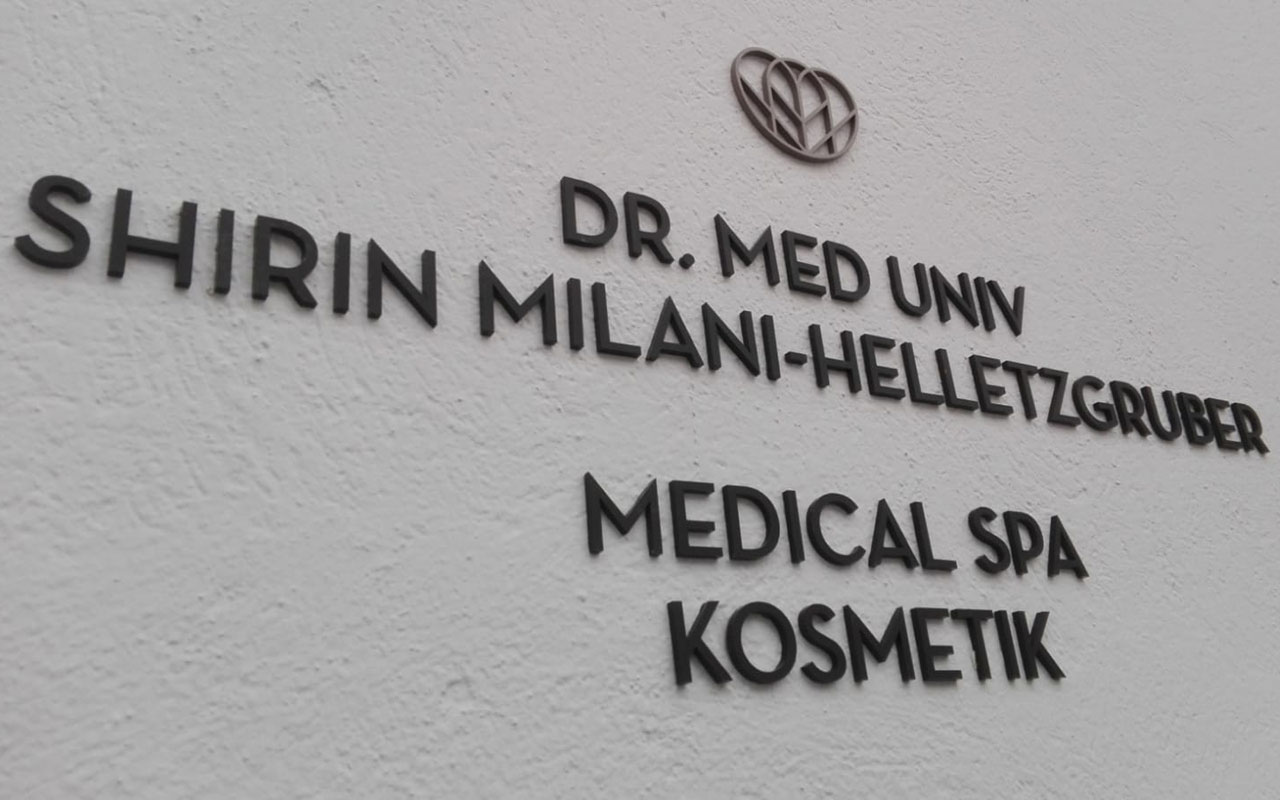 DR. MED UNIV
SHIRIN MILANI-HELLETZGRUBER
MEDICAL SPA
KOSMETIK